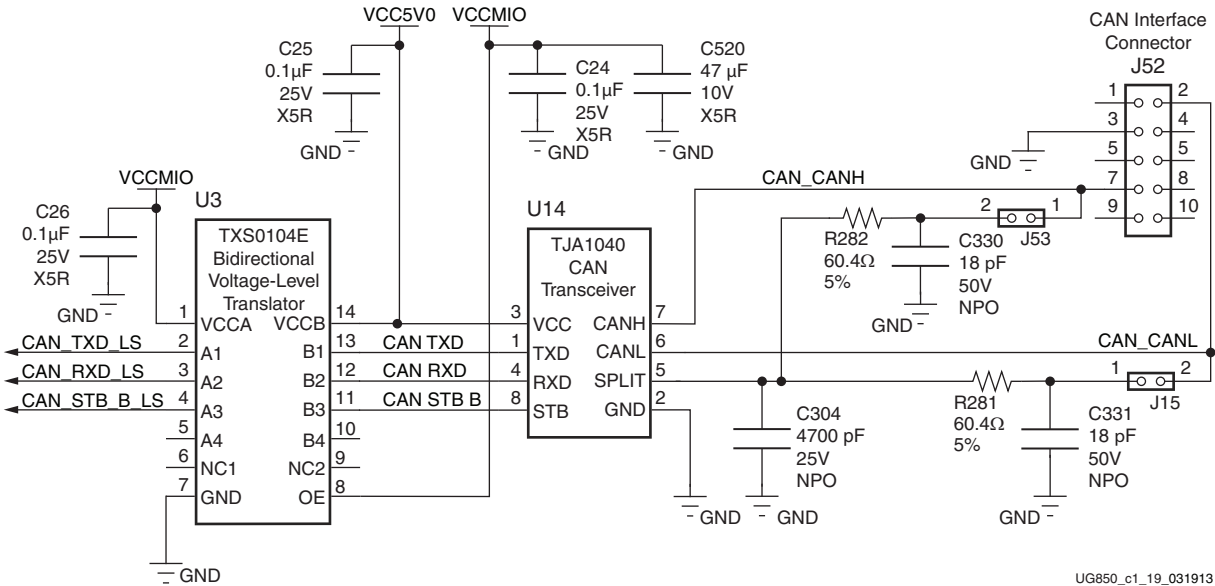 VCC5V0
VCCMIO
CAN Interface
Connector
J52
C25
0.1µF
25V
X5R
GND
C24
0.1µF
25V
X5R
GND
C520
47 µF
10V
X5R
GND
1
2
3
4
5
5
7
8
9
10
GND
VCCMIO
C26
0.1µF
25V
X5R
GND
U3
TXS0104E
Bidirectional
Voltage-Level
Translator
1
VCCA
VCCB
14
CAN_TXD_LS
2
A1
B1
13
CAN TXD
CAN_RXD_LS
3
A2
B2
12
CAN RXD
CAN_STB_B_LS
4
A3
B3
11
CAN STB B
5
A4
B4
10
6
NC1
NC2
9
7
GND
OE
8
GND
U14
TJA1040
CAN
Transceiver
3
VCC
CANH
7
1
TXD
CANL
6
4
RXD
SPLIT
5
8
STB
GND
2
GND
CAN_CANH
R282
60.4Ω
5%
C330
18 pF
50V
NPO
GND
2
1
J53
CAN_CANL
C304
4700 pF
25V
NPO
GND
R281
60.4Ω
5%
C331
18 pF
50V
NPO
GND
1
2
J15
UG850_c1_19_031913